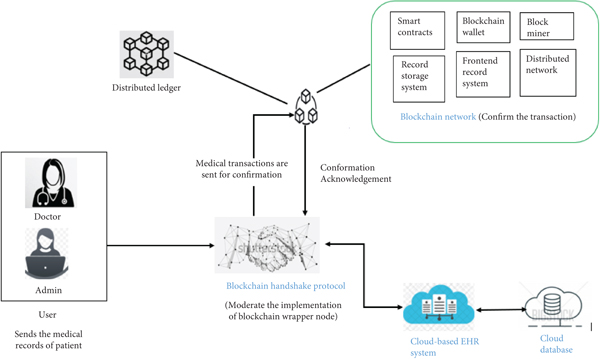 Smart
contracts
Blockchain
wallet
Block
miner
Record
storage
system
Frontend
record
system
Distributed
network
Blockchain network (Confirm the transaction)
Distributed ledger
Medical transactions are
sent for confirmation
Conformation
Acknowledgement
Doctor
Admin
User
Sends the medical
records of patient
shutterstock
Blockchain handshake protocol
(Moderate the implementation
of blockchain wrapper node)
Cloud-based EHR
system
Cloud
database